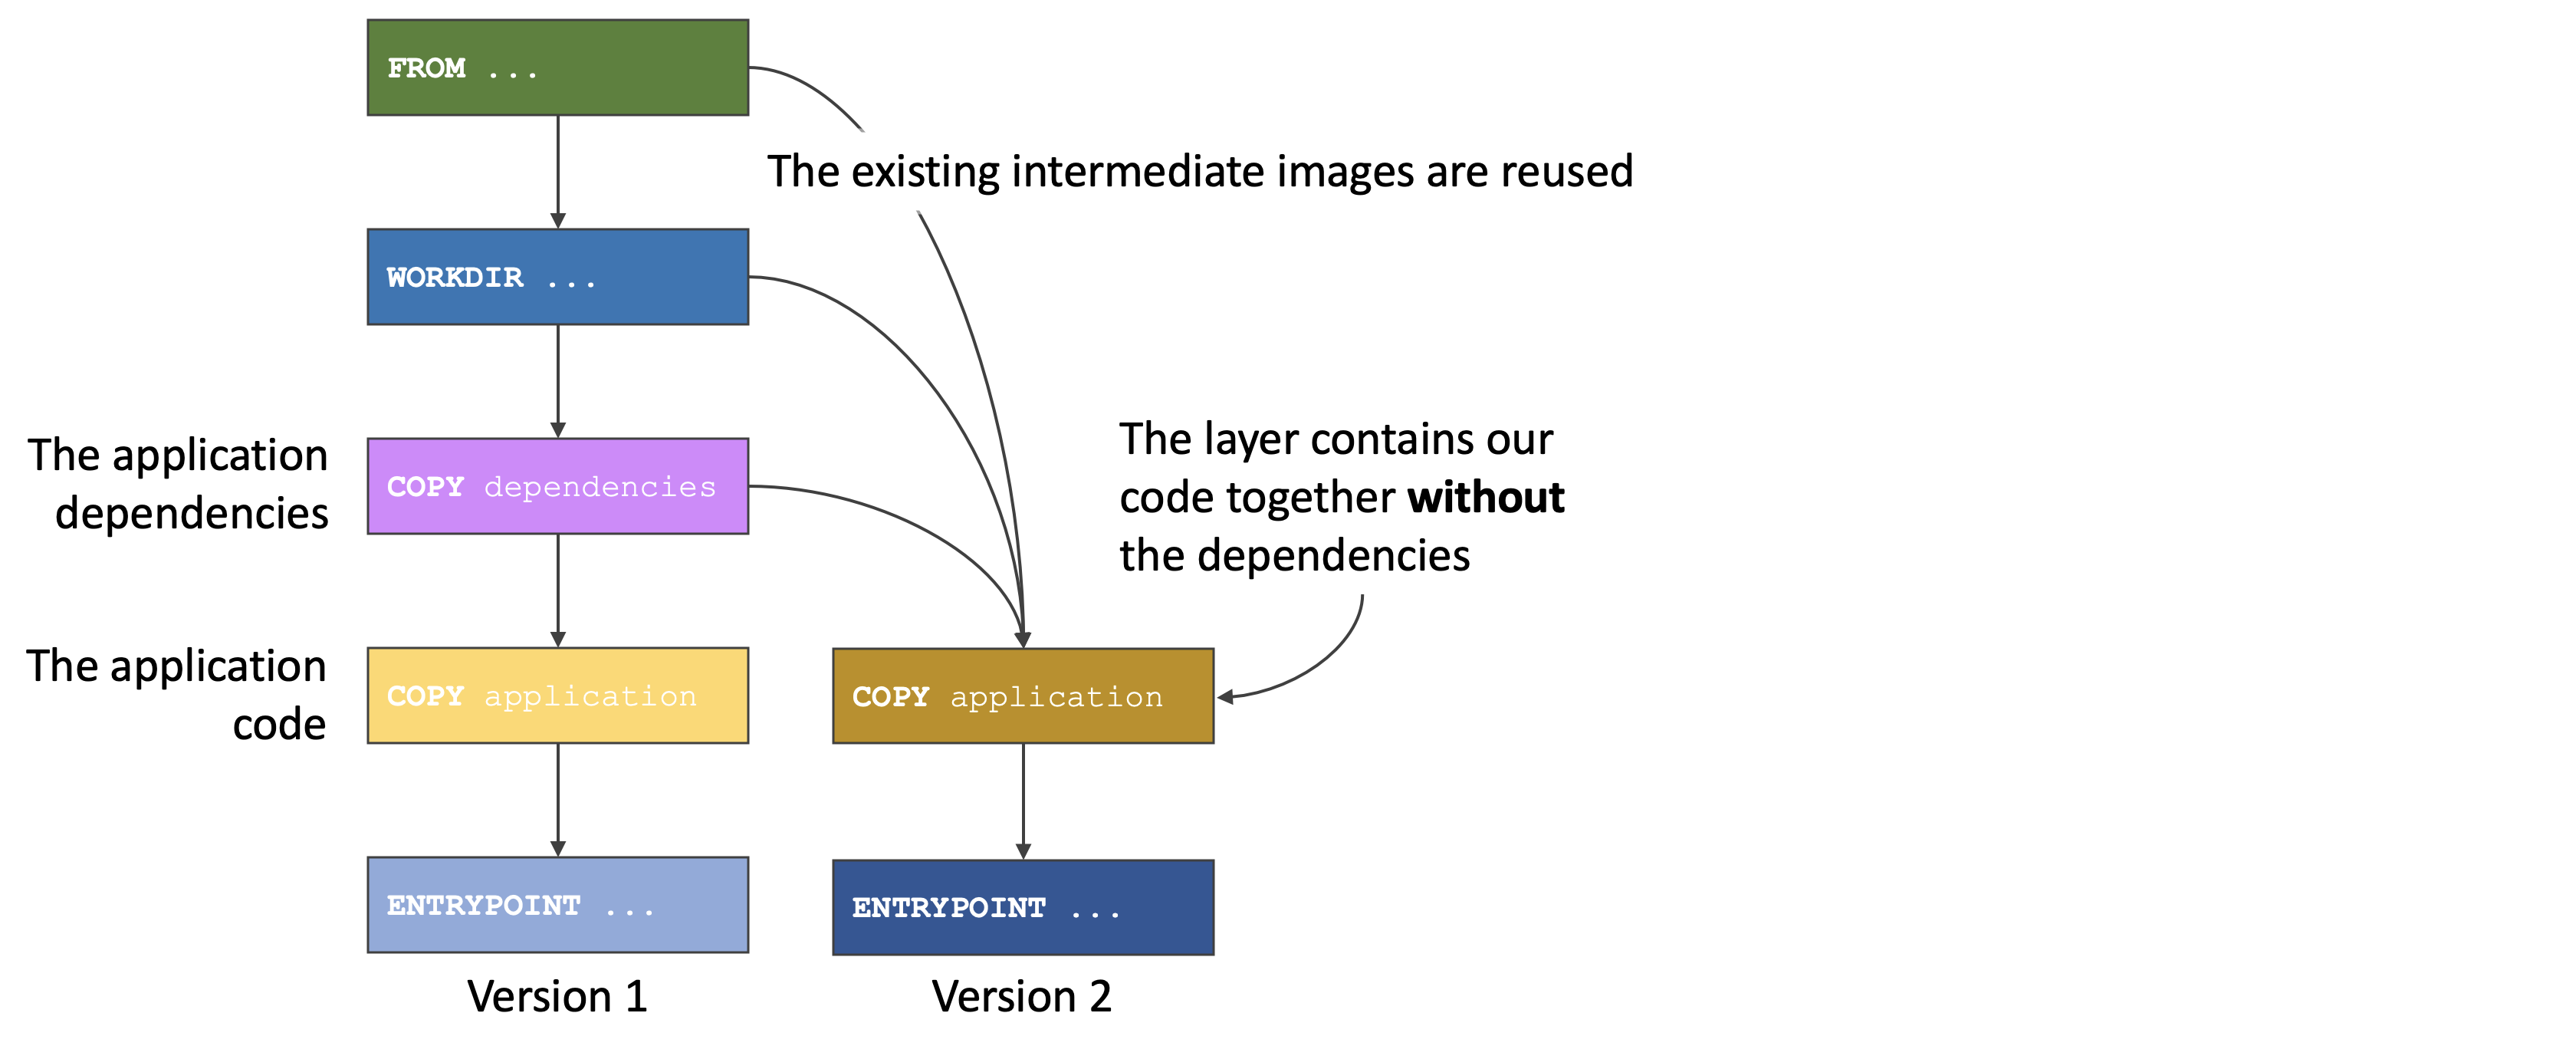 FROM ...
The existing intermediate images are reused
WORKDIR ...
The application
dependencies
COPY dependencies
The layer contains our
code together without
the dependencies
The application
code
COPY application
COPY application
ENTRYPOINT ...
ENTRYPOINT ...
Version 1
Version 2